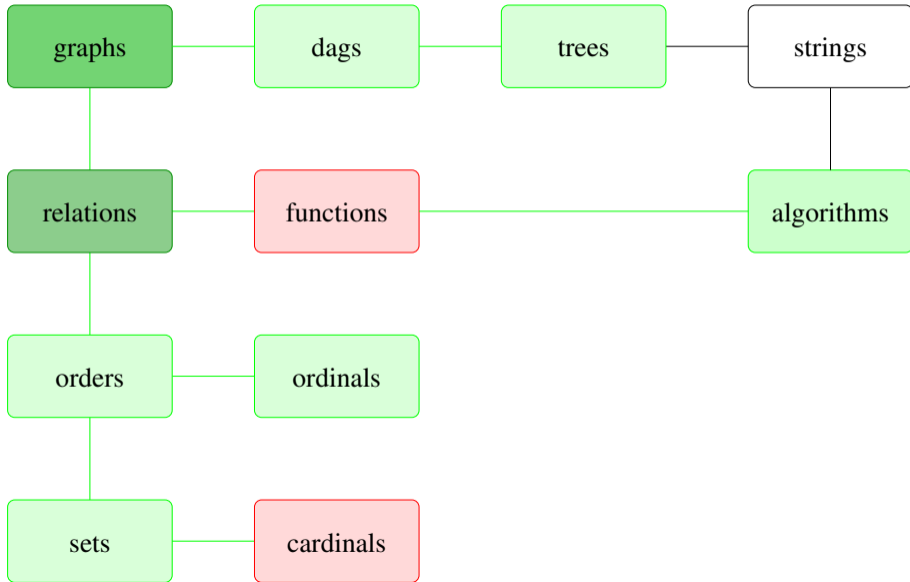 graphs
dags
trees
strings
relations
functions
algorithms
orders
ordinals
sets
cardinals